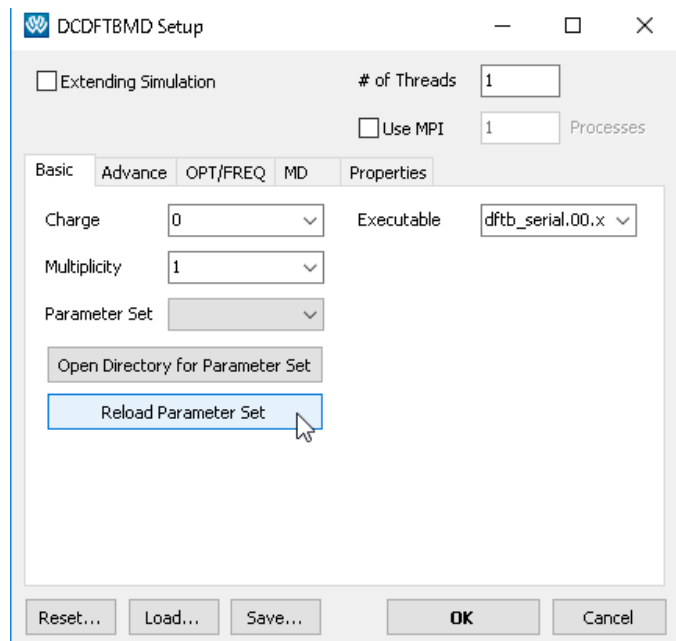 DCDFTBMD Setup
Extending Simulation
# of Threads 1
Use MPI 1 Processes
Basic Advance OPT/FREQ MD Properties
Charge 0 Executable dftb_serial.00.x
Multiplicity 1
Parameter Set
Open Directory for Parameter Set
Reload Parameter Set
Reset... Load... Save... OK Cancel